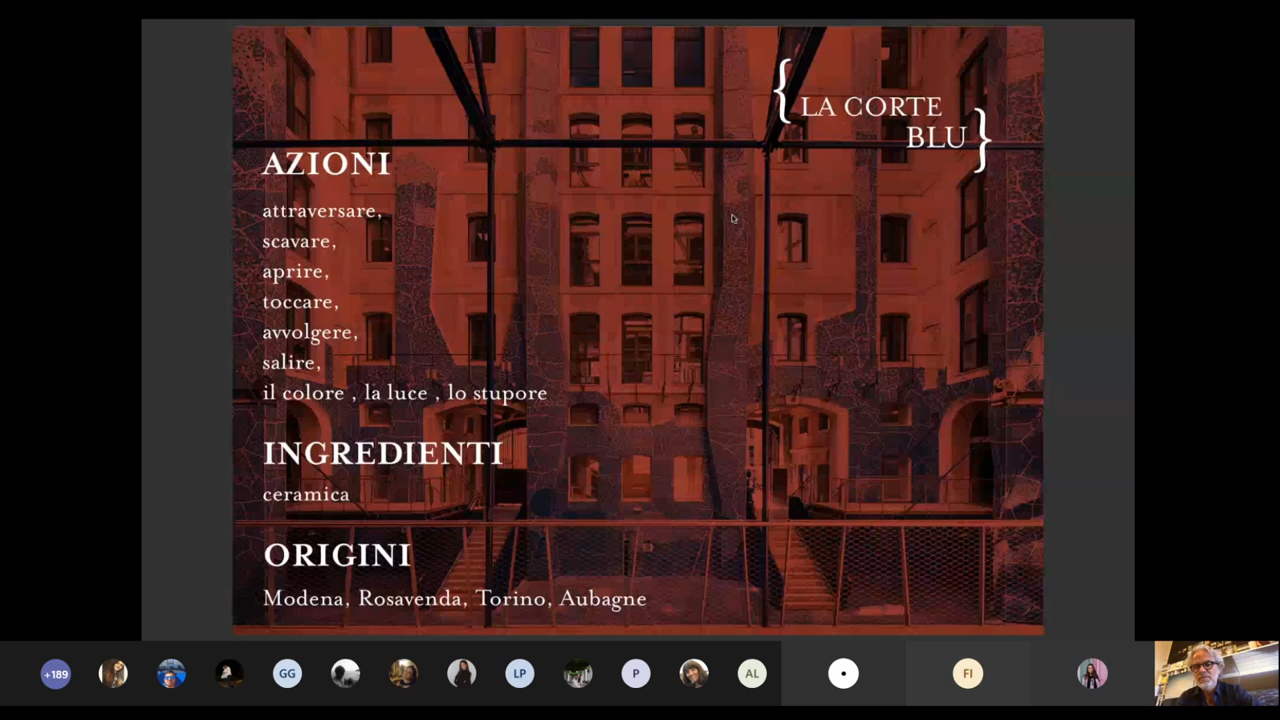 { LA CORTE
BLU }
AZIONI
attraversare,
scavare,
aprire,
toccare,
avvolgere,
salire,
il colore , la luce , lo stupore
INGREDIENTI
ceramica
ORIGINI
Modena, Rosavenda, Torino, Aubagne
+189
GG
LP
P
AL
FI